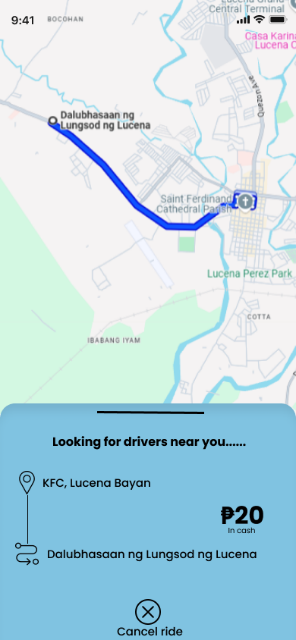 9:41
BOCOHAN
Lucena Grand
Central Terminal
Casa Karina
Lucena C
Quezon Ave
Dalubhasaan ng
Lungsod ng Lucena
Saint Ferdinand
Cathedral Parish
Lucena Perez Park
COTTA
IBABANG IYAM
Looking for drivers near you......
KFC, Lucena Bayan
₱20
In cash
Dalubhasaan ng Lungsod ng Lucena
Cancel ride